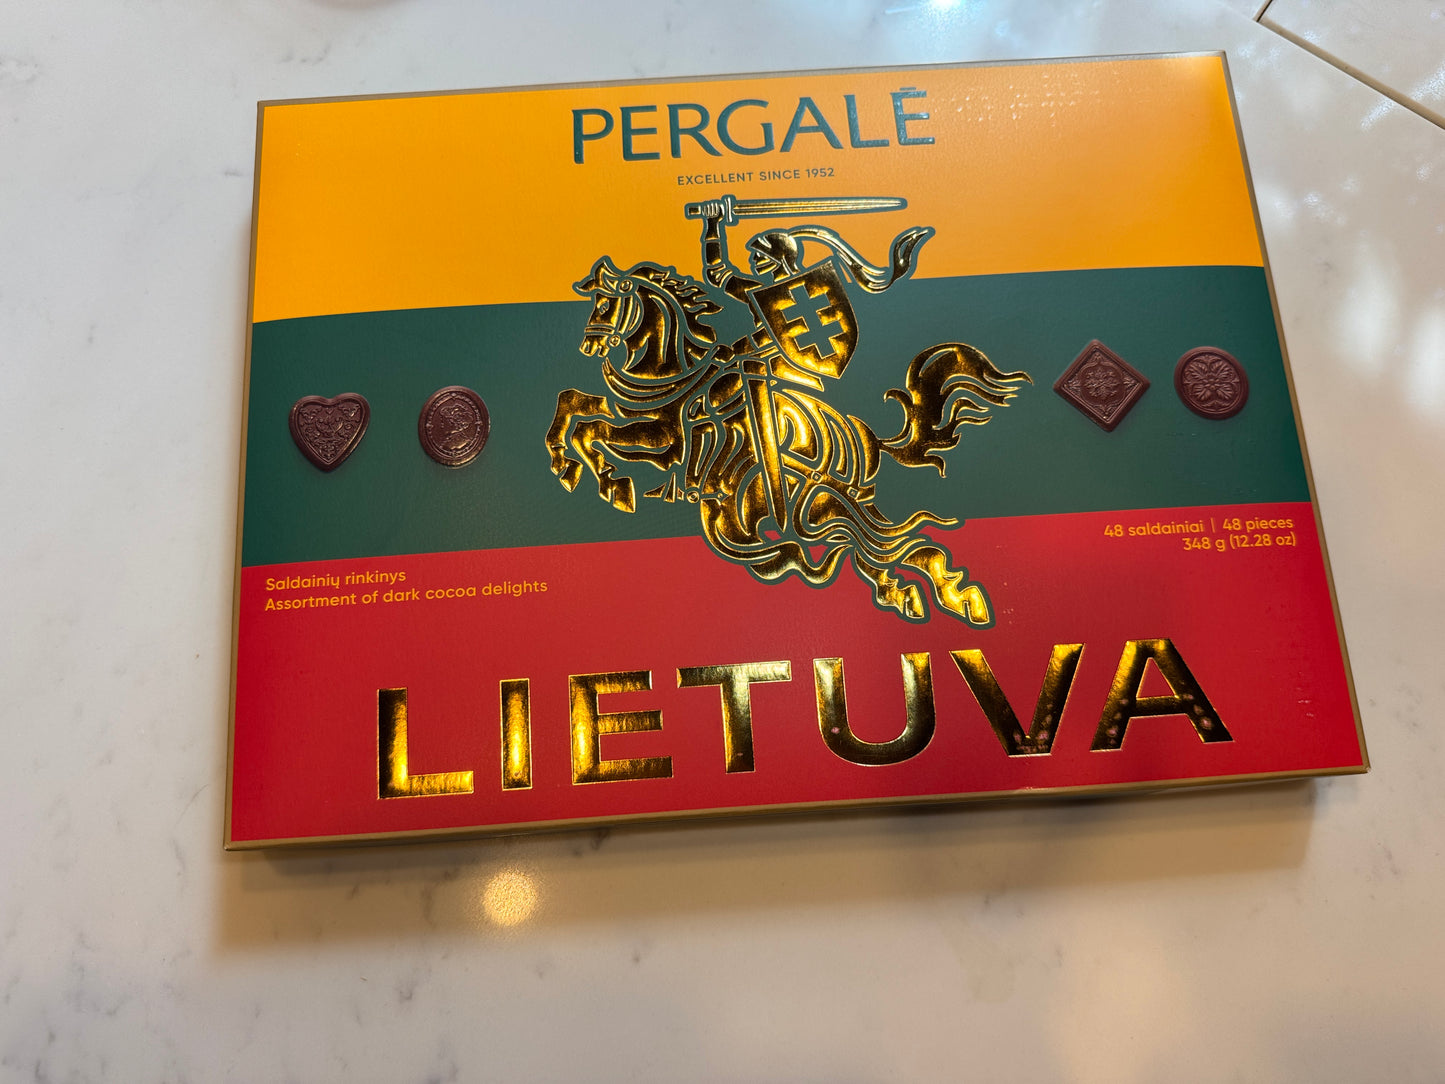 PERGALĖ
EXCELLENT SINCE 1952
48 saldainiai | 48 pieces
348 g (12.28 oz)
Saldainių rinkinys
Assortment of dark cocoa delights
LIETUVA